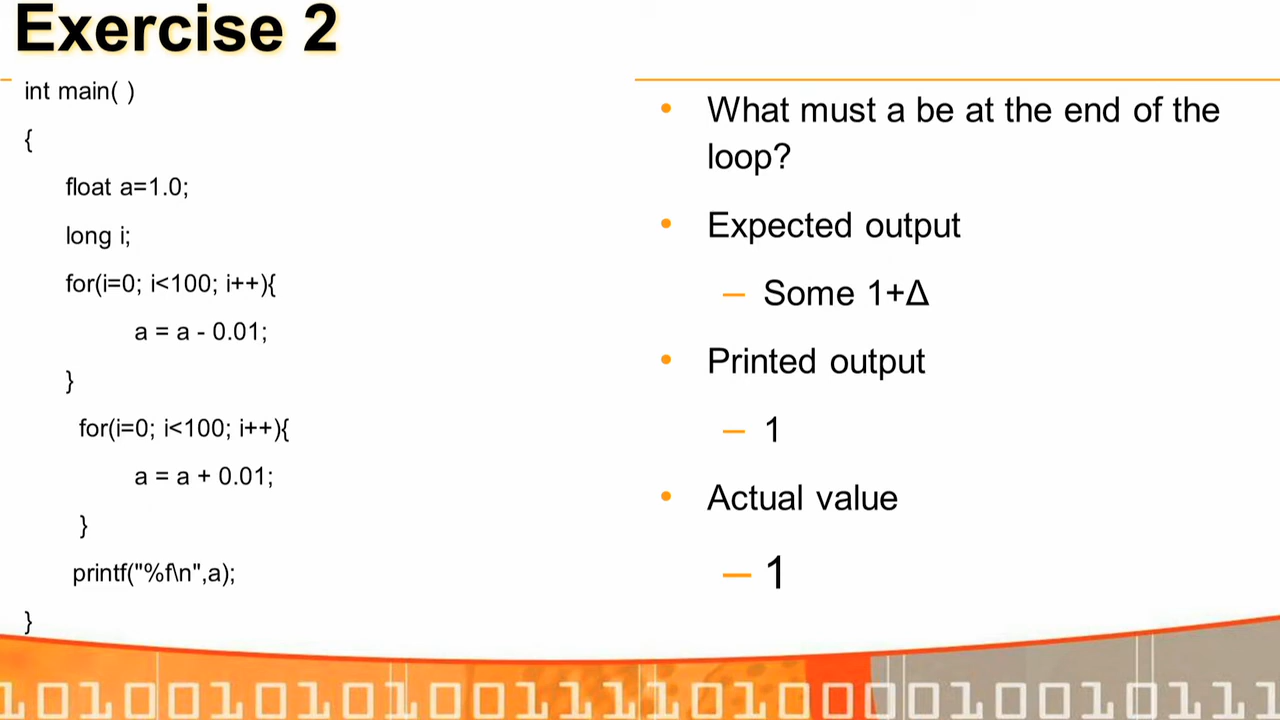 Exercise 2
int main( )
{
float a=1.0;
long i;
for(i=0; i<100; i++){
a = a - 0.01;
}
for(i=0; i<100; i++){
a = a + 0.01;
}
printf("%f\n",a);
}
• What must a be at the end of the
loop?
• Expected output
– Some 1+Δ
• Printed output
– 1
• Actual value
– 1
10100101010100111101000010010111